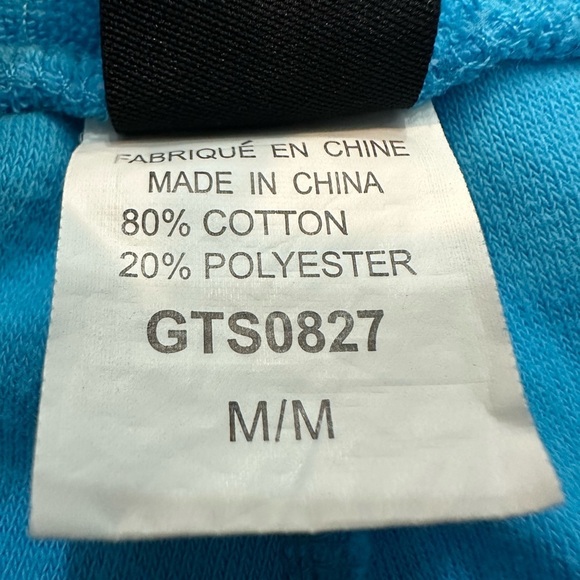 FABRIQUÉ EN CHINE
MADE IN CHINA
80% COTTON
20% POLYESTER
GTS0827
M/M